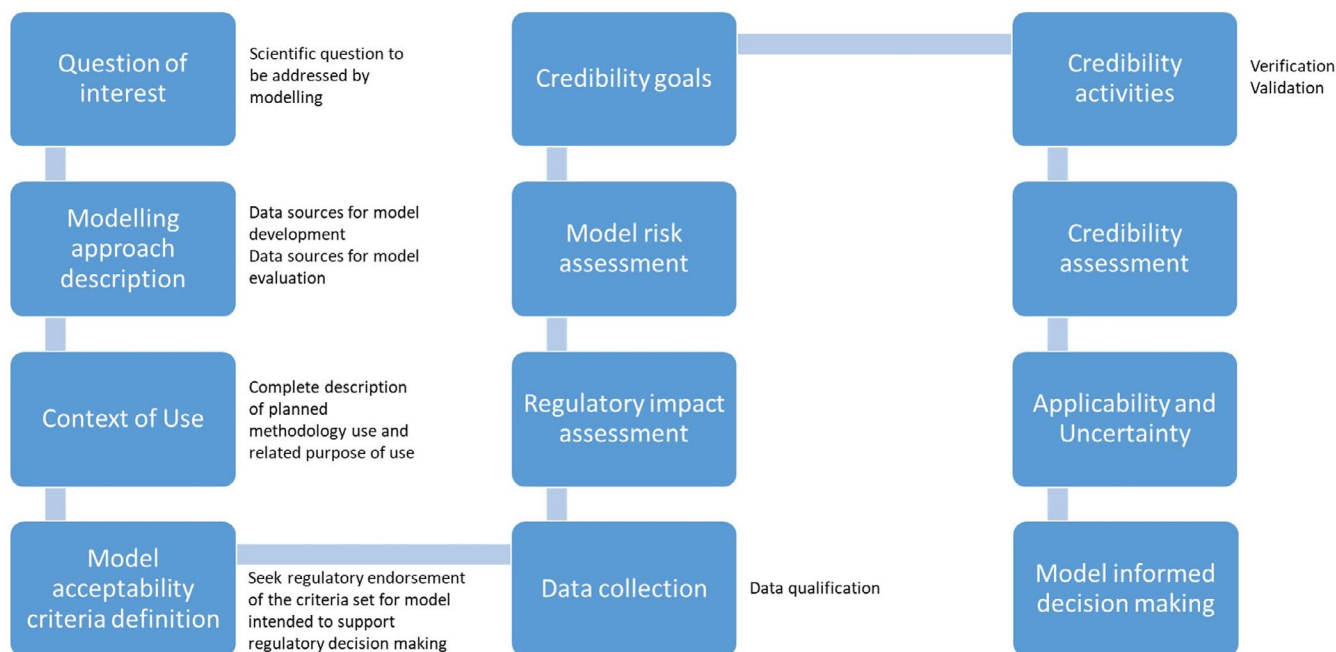 Question of
interest
Scientific question to
be addressed by
modelling
Modelling
approach
description
Data sources for model
development
Data sources for model
evaluation
Context of Use
Complete description
of planned
methodology use and
related purpose of use
Model
acceptability
criteria definition
Seek regulatory endorsement
of the criteria set for model
intended to support
regulatory decision making
Data collection
Data qualification
Regulatory impact
assessment
Model risk
assessment
Credibility goals
Credibility
activities
Verification
Validation
Credibility
assessment
Applicability and
Uncertainty
Model informed
decision making